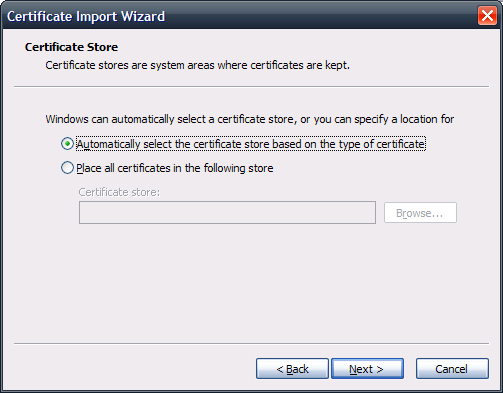 Certificate Import Wizard
Certificate Store
Certificate stores are system areas where certificates are kept.
Windows can automatically select a certificate store, or you can specify a location for
Automatically select the certificate store based on the type of certificate
Place all certificates in the following store
Certificate store:
Browse...
< Back
Next >
Cancel